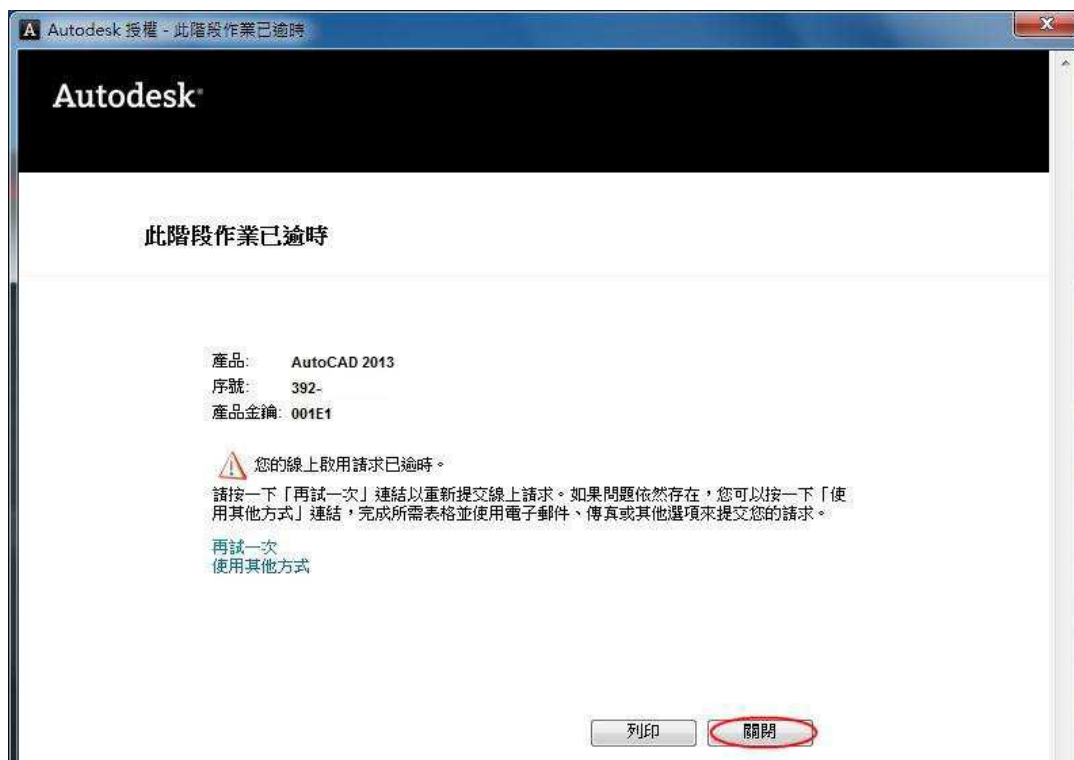 Autodesk 授權 - 此階段作業已逾時
Autodesk®
此階段作業已逾時
產品: AutoCAD 2013
序號: 392-
產品金鑰: 001E1
您的線上啟用請求已逾時。
請按一下「再試一次」連結以重新提交線上請求。如果問題依然存在，您可以按一下「使
用其他方式」連結，完成所需表格並使用電子郵件、傳真或其他選項來提交您的請求。
再試一次
使用其他方式
列印 關閉